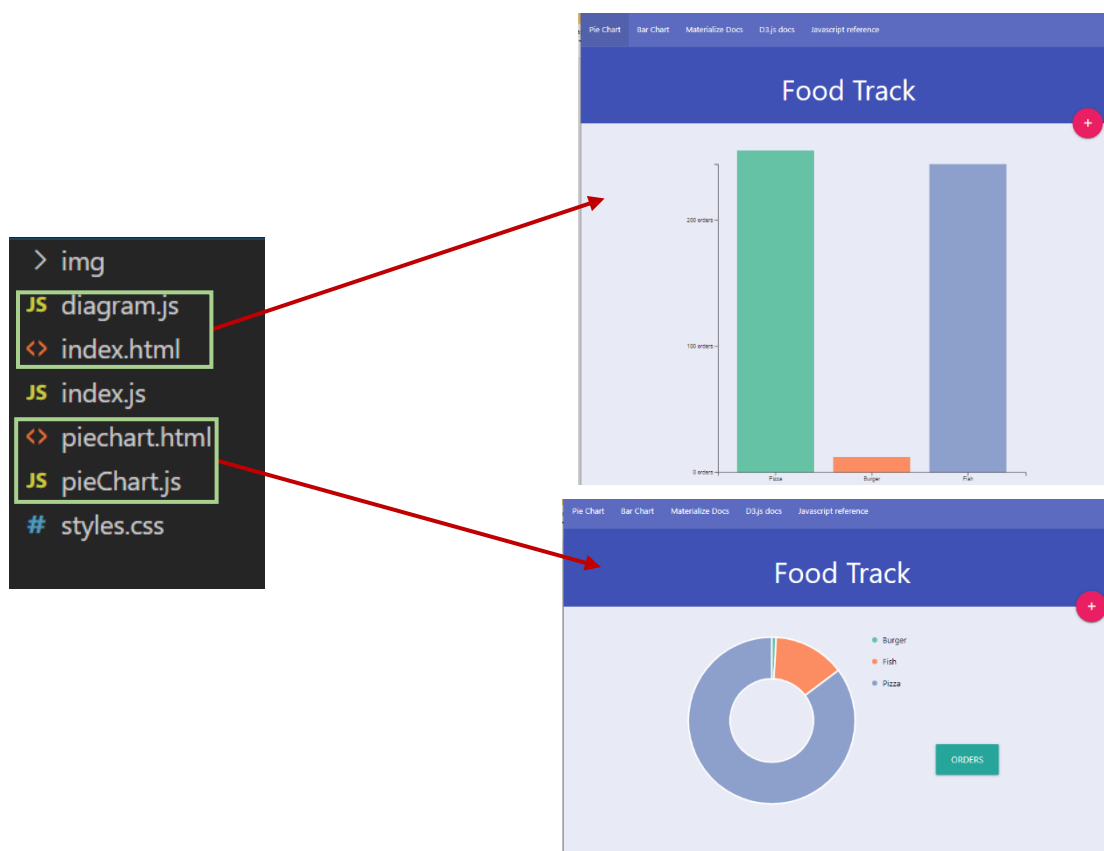 img
JS diagram.js
<> index.html
JS index.js
<> piechart.html
JS pieChart.js
# styles.css
Pie Chart Bar Chart Materialize Docs D3.js docs Javascript reference
Food Track
+
200 orders
100 orders
0 orders
Pizza Burger Fish
Pie Chart Bar Chart Materialize Docs D3.js docs Javascript reference
Food Track
+
Burger
Fish
Pizza
ORDERS